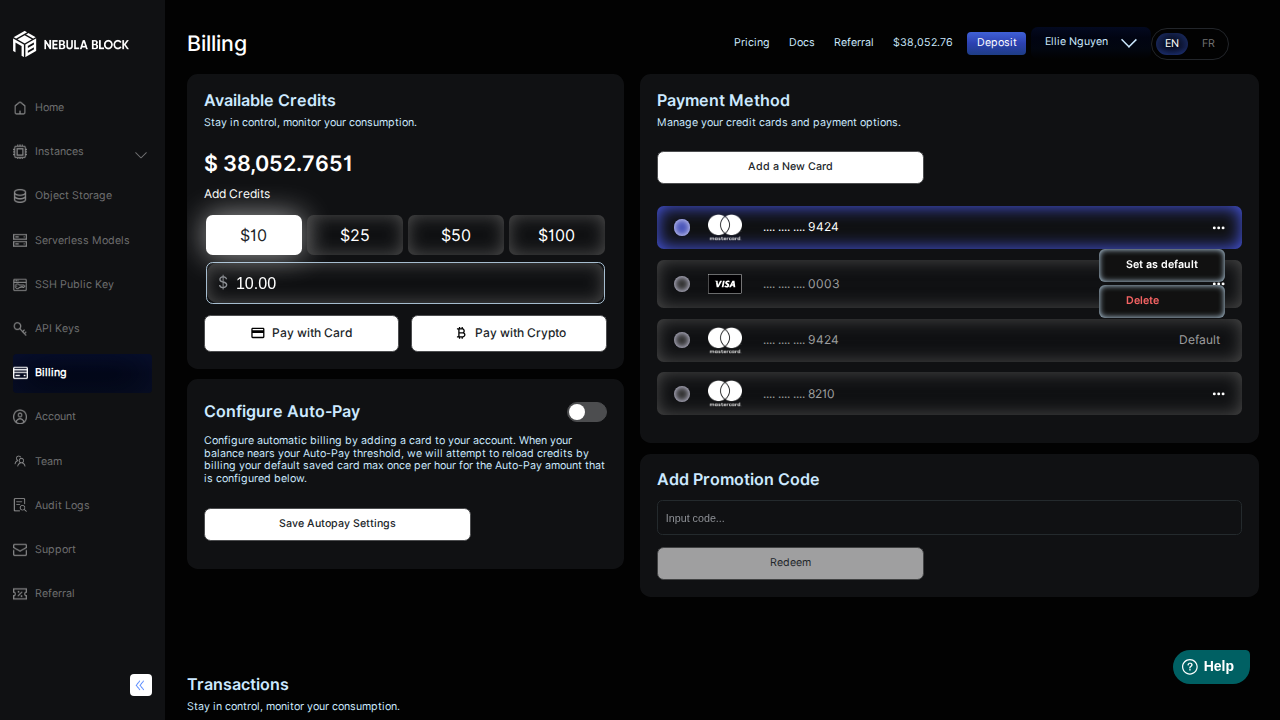 NEBULA BLOCK
Home
Instances
Object Storage
Serverless Models
SSH Public Key
API Keys
Billing
Account
Team
Audit Logs
Support
Referral
Billing
Pricing
Docs
Referral
$38,052.76
Deposit
Ellie Nguyen
EN
FR
Available Credits
Stay in control, monitor your consumption.
$ 38,052.7651
Add Credits
$10
$25
$50
$100
$ 10.00
Pay with Card
Pay with Crypto
Configure Auto-Pay
Configure automatic billing by adding a card to your account. When your
balance nears your Auto-Pay threshold, we will attempt to reload credits by
billing your default saved card max once per hour for the Auto-Pay amount that
is configured below.
Save Autopay Settings
Payment Method
Manage your credit cards and payment options.
Add a New Card
mastercard
.... .... .... 9424
Set as default
Delete
VISA
.... .... .... 0003
mastercard
.... .... .... 9424
Default
mastercard
.... .... .... 8210
Add Promotion Code
Input code...
Redeem
Transactions
Stay in control, monitor your consumption.
Help